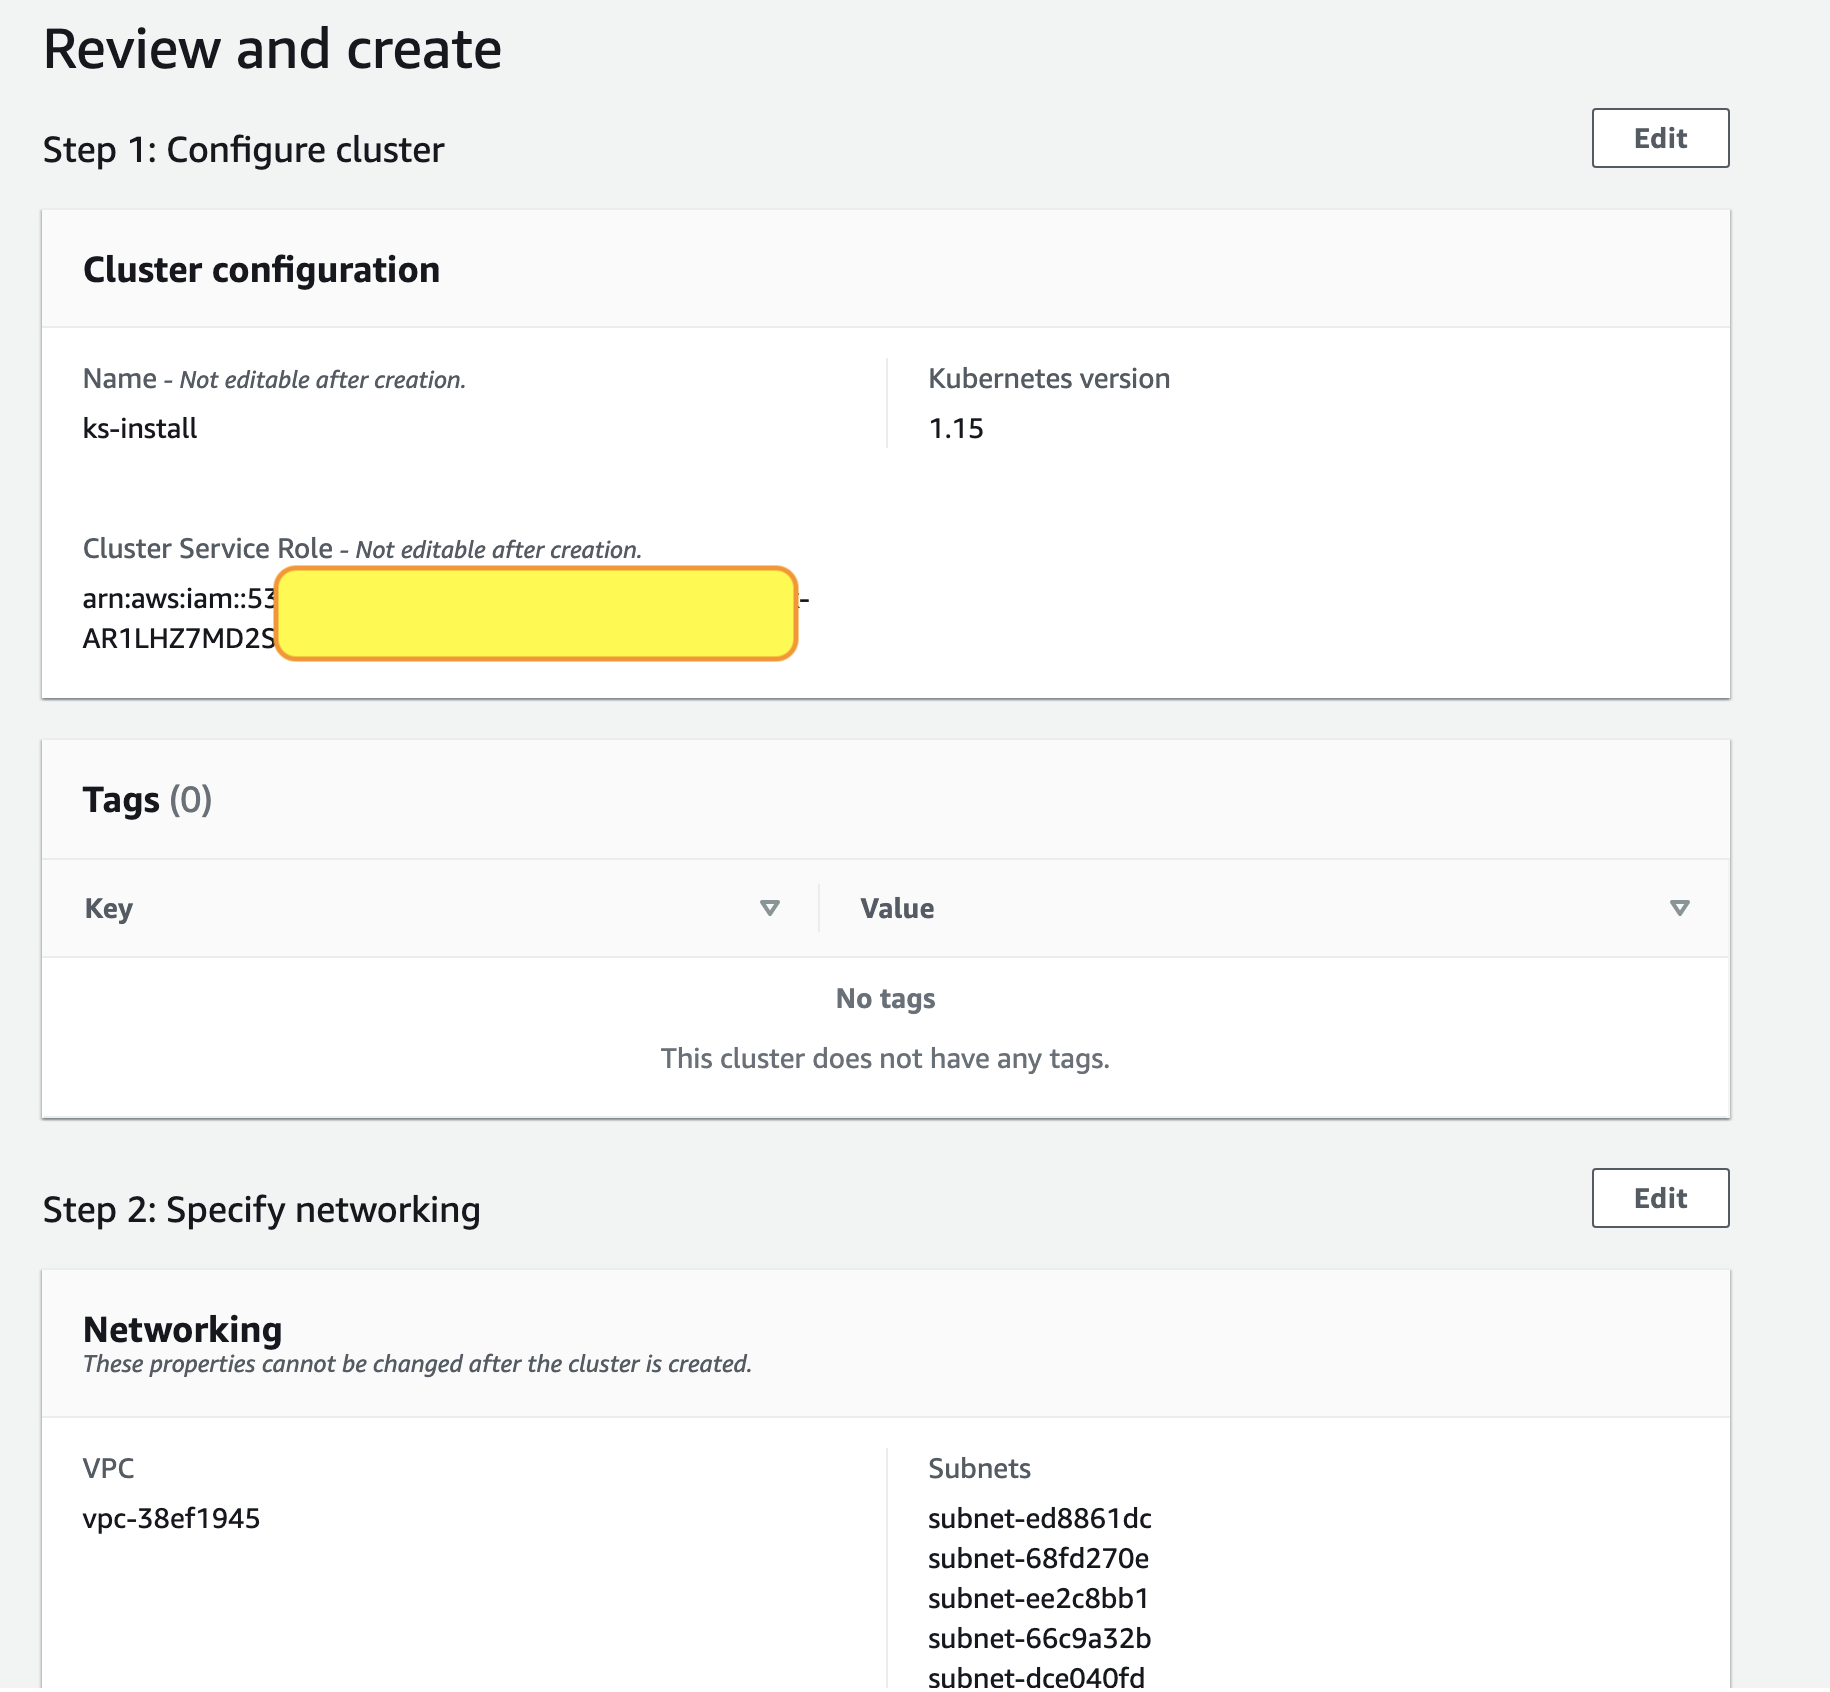 Review and create
Step 1: Configure cluster
Edit
Cluster configuration
Name - Not editable after creation.
ks-install
Kubernetes version
1.15
Cluster Service Role - Not editable after creation.
arn:aws:iam::53
-
AR1LHZ7MD2S
Tags (0)
Key
Value
No tags
This cluster does not have any tags.
Step 2: Specify networking
Edit
Networking
These properties cannot be changed after the cluster is created.
VPC
vpc-38ef1945
Subnets
subnet-ed8861dc
subnet-68fd270e
subnet-ee2c8bb1
subnet-66c9a32b
subnet-dce040fd